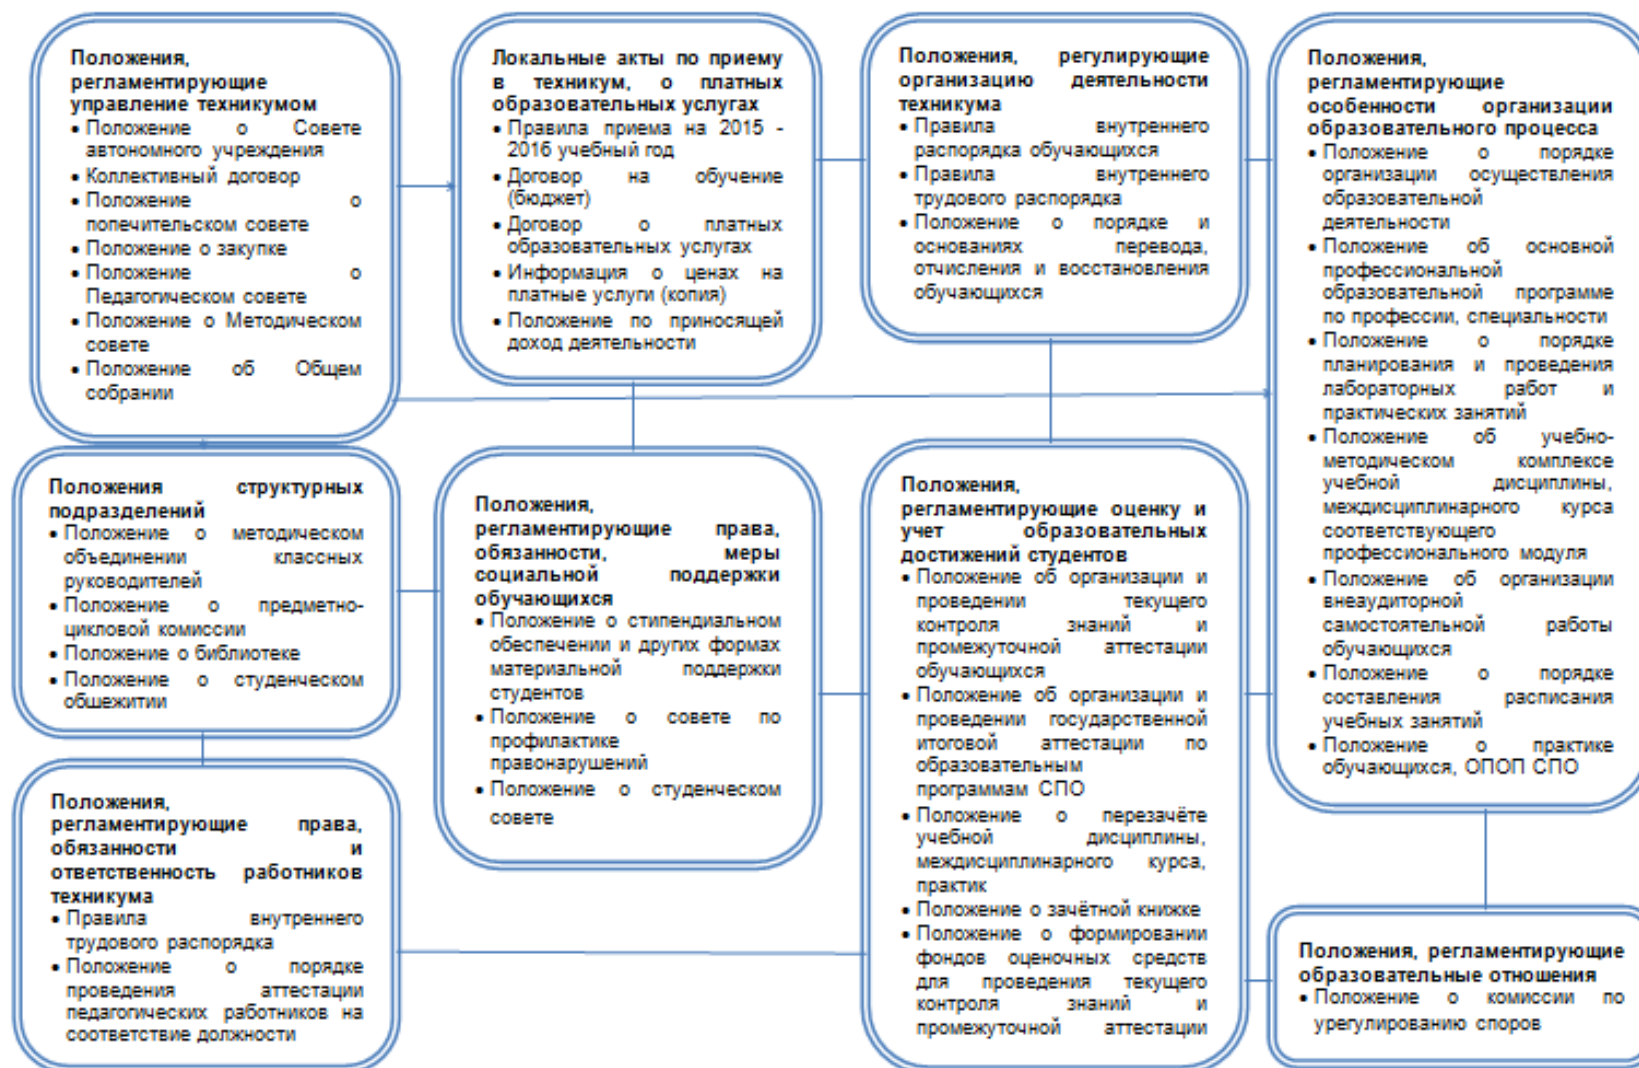 Положения,
регламентирующие
управление техникумом
• Положение о Совете
автономного учреждения
• Коллективный договор
• Положение о
попечительском совете
• Положение о закупке
• Положение о
Педагогическом совете
• Положение о Методическом
совете
• Положение об Общем
собрании
Локальные акты по приему
в техникум, о платных
образовательных услугах
• Правила приема на 2015 -
2016 учебный год
• Договор на обучение
(бюджет)
• Договор о платных
образовательных услугах
• Информация о ценах на
платные услуги (копия)
• Положение по приносящей
доход деятельности
Положения, регулирующие
организацию деятельности
техникума
• Правила внутреннего
распорядка обучающихся
• Правила внутреннего
трудового распорядка
• Положение о порядке и
основаниях перевода,
отчисления и восстановления
обучающихся
Положения,
регламентирующие
особенности организации
образовательного процесса
• Положение о порядке
организации осуществления
образовательной
деятельности
• Положение об основной
профессиональной
образовательной программе
по профессии, специальности
• Положение о порядке
планирования и проведения
лабораторных работ и
практических занятий
• Положение об учебно-
методическом комплексе
учебной дисциплины,
междисциплинарного курса
соответствующего
профессионального модуля
• Положение об организации
внеаудиторной
самостоятельной работы
обучающихся
• Положение о порядке
составления расписания
учебных занятий
• Положение о практике
обучающихся, ОПОП СПО
Положения структурных
подразделений
• Положение о методическом
объединении классных
руководителей
• Положение о предметно-
цикловой комиссии
• Положение о библиотеке
• Положение о студенческом
общежитии
Положения,
регламентирующие права,
обязанности, меры
социальной поддержки
обучающихся
• Положение о стипендиальном
обеспечении и других формах
материальной поддержки
студентов
• Положение о совете по
профилактике
правонарушений
• Положение о студенческом
совете
Положения,
регламентирующие оценку и
учет образовательных
достижений студентов
• Положение об организации и
проведении текущего
контроля знаний и
промежуточной аттестации
обучающихся
• Положение об организации и
проведении государственной
итоговой аттестации по
образовательным
программам СПО
• Положение о перезачёте
учебной дисциплины,
междисциплинарного курса,
практик
• Положение о зачётной книжке
• Положение о формировании
фондов оценочных средств
для проведения текущего
контроля знаний и
промежуточной аттестации
Положения,
регламентирующие права,
обязанности и
ответственность работников
техникума
• Правила внутреннего
трудового распорядка
• Положение о порядке
проведения аттестации
педагогических работников на
соответствие должности
Положения, регламентирующие
образовательные отношения
• Положение о комиссии по
урегулированию споров